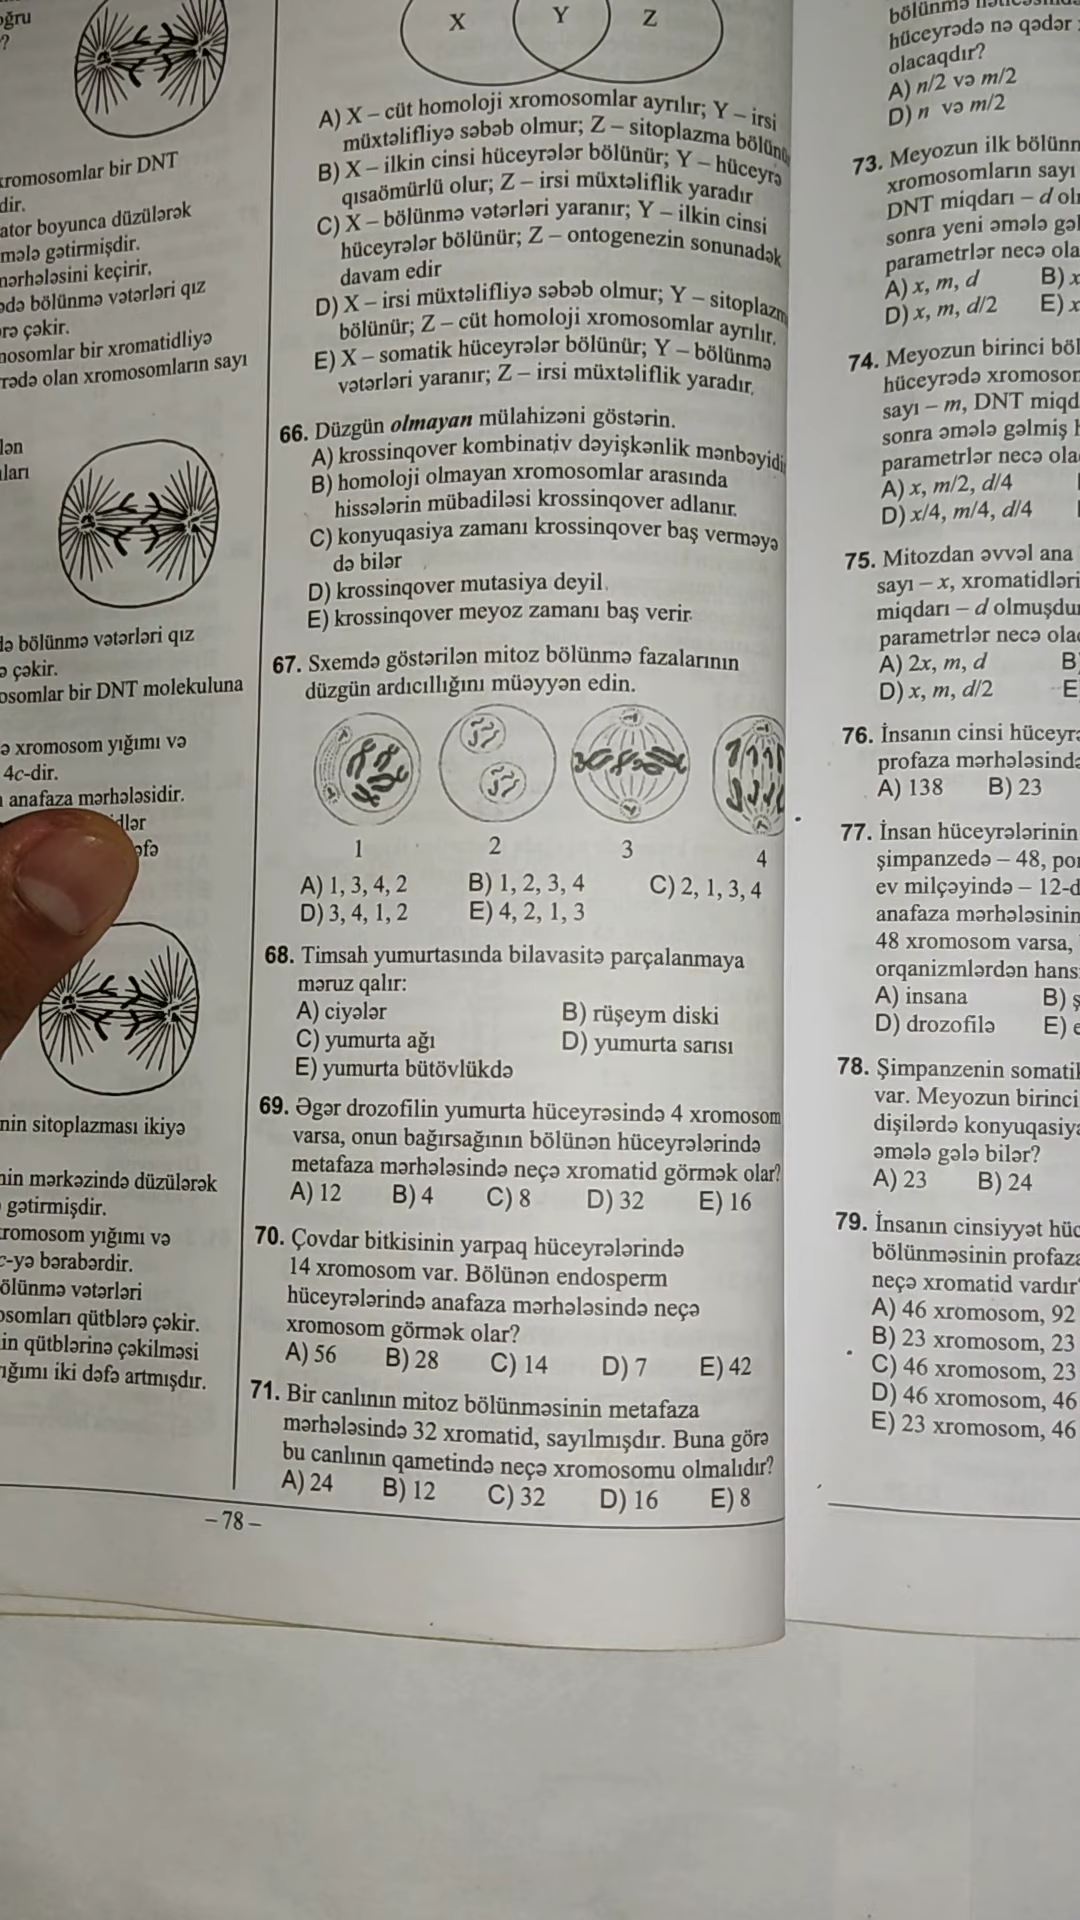 oğru
?
romosomlar bir DNT
dir.
ator boyunca düzülərək
mələ gətirmişdir.
mərhələsini keçirir.
ədə bölünmə vətərləri qız
rə çəkir.
mosomlar bir xromatidliyə
rədə olan xromosomların sayı
lən
ları
də bölünmə vətərləri qız
ə çəkir.
osomlar bir DNT molekuluna
ə xromosom yığımı və
4c-dir.
anafaza mərhələsidir.
idlər
əfə
nin sitoplazması ikiyə
nin mərkəzində düzülərək
gətirmişdir.
romosom yığımı və
c-yə bərabərdir.
ölünmə vətərləri
osomları qütblərə çəkir.
in qütblərinə çəkilməsi
ığımı iki dəfə artmışdır.
X Y Z
A) X – cüt homoloji xromosomlar ayrılır; Y – irsi
müxtəlifliyə səbəb olmur; Z – sitoplazma bölünü
B) X – ilkin cinsi hüceyrələr bölünür; Y – hüceyrə
qısaömürlü olur; Z – irsi müxtəliflik yaradır
C) X – bölünmə vətərləri yaranır; Y – ilkin cinsi
hüceyrələr bölünür; Z – ontogenezin sonunadək
davam edir
D) X – irsi müxtəlifliyə səbəb olmur; Y – sitoplazm
bölünür; Z – cüt homoloji xromosomlar ayrılır.
E) X – somatik hüceyrələr bölünür; Y – bölünmə
vətərləri yaranır; Z – irsi müxtəliflik yaradır.
66. Düzgün olmayan mülahizəni göstərin.
A) krossinqover kombinativ dəyişkənlik mənbəyidi
B) homoloji olmayan xromosomlar arasında
hissələrin mübadiləsi krossinqover adlanır.
C) konyuqasiya zamanı krossinqover baş verməyə
də bilər
D) krossinqover mutasiya deyil.
E) krossinqover meyoz zamanı baş verir.
67. Sxemdə göstərilən mitoz bölünmə fazalarının
düzgün ardıcıllığını müəyyən edin.
1 2 3 4
A) 1, 3, 4, 2 B) 1, 2, 3, 4 C) 2, 1, 3, 4
D) 3, 4, 1, 2 E) 4, 2, 1, 3
68. Timsah yumurtasında bilavasitə parçalanmaya
məruz qalır:
A) ciyələr B) rüşeym diski
C) yumurta ağı D) yumurta sarısı
E) yumurta bütövlükdə
69. Əgər drozofilin yumurta hüceyrəsində 4 xromosom
varsa, onun bağırsağının bölünən hüceyrələrində
metafaza mərhələsində neçə xromatid görmək olar?
A) 12 B) 4 C) 8 D) 32 E) 16
70. Çovdar bitkisinin yarpaq hüceyrələrində
14 xromosom var. Bölünən endosperm
hüceyrələrində anafaza mərhələsində neçə
xromosom görmək olar?
A) 56 B) 28 C) 14 D) 7 E) 42
71. Bir canlının mitoz bölünməsinin metafaza
mərhələsində 32 xromatid, sayılmışdır. Buna görə
bu canlının qametində neçə xromosomu olmalıdır?
A) 24 B) 12 C) 32 D) 16 E) 8
– 78 –
bölünmə
hüceyrədə nə qədər
olacaqdır?
A) n/2 və m/2
D) n və m/2
73. Meyozun ilk bölünm
xromosomların sayı
DNT miqdarı – d olm
sonra yeni əmələ gəl
parametrlər necə ola
A) x, m, d B) x
D) x, m, d/2 E) x
74. Meyozun birinci böl
hüceyrədə xromosom
sayı – m, DNT miqd
sonra əmələ gəlmiş h
parametrlər necə ola
A) x, m/2, d/4
D) x/4, m/4, d/4
75. Mitozdan əvvəl ana
sayı – x, xromatidləri
miqdarı – d olmuşdu
parametrlər necə olac
A) 2x, m, d B
D) x, m, d/2 E
76. İnsanın cinsi hüceyrə
profaza mərhələsində
A) 138 B) 23
77. İnsan hüceyrələrinin
şimpanzedə – 48, pom
ev milçəyində – 12-d
anafaza mərhələsinin
48 xromosom varsa,
orqanizmlərdən hans
A) insana B) ş
D) drozofilə E) e
78. Şimpanzenin somatik
var. Meyozun birinci
dişilərdə konyuqasiya
əmələ gələ bilər?
A) 23 B) 24
79. İnsanın cinsiyyət hüc
bölünməsinin profaza
neçə xromatid vardır
A) 46 xromosom, 92
B) 23 xromosom, 23
C) 46 xromosom, 23
D) 46 xromosom, 46
E) 23 xromosom, 46